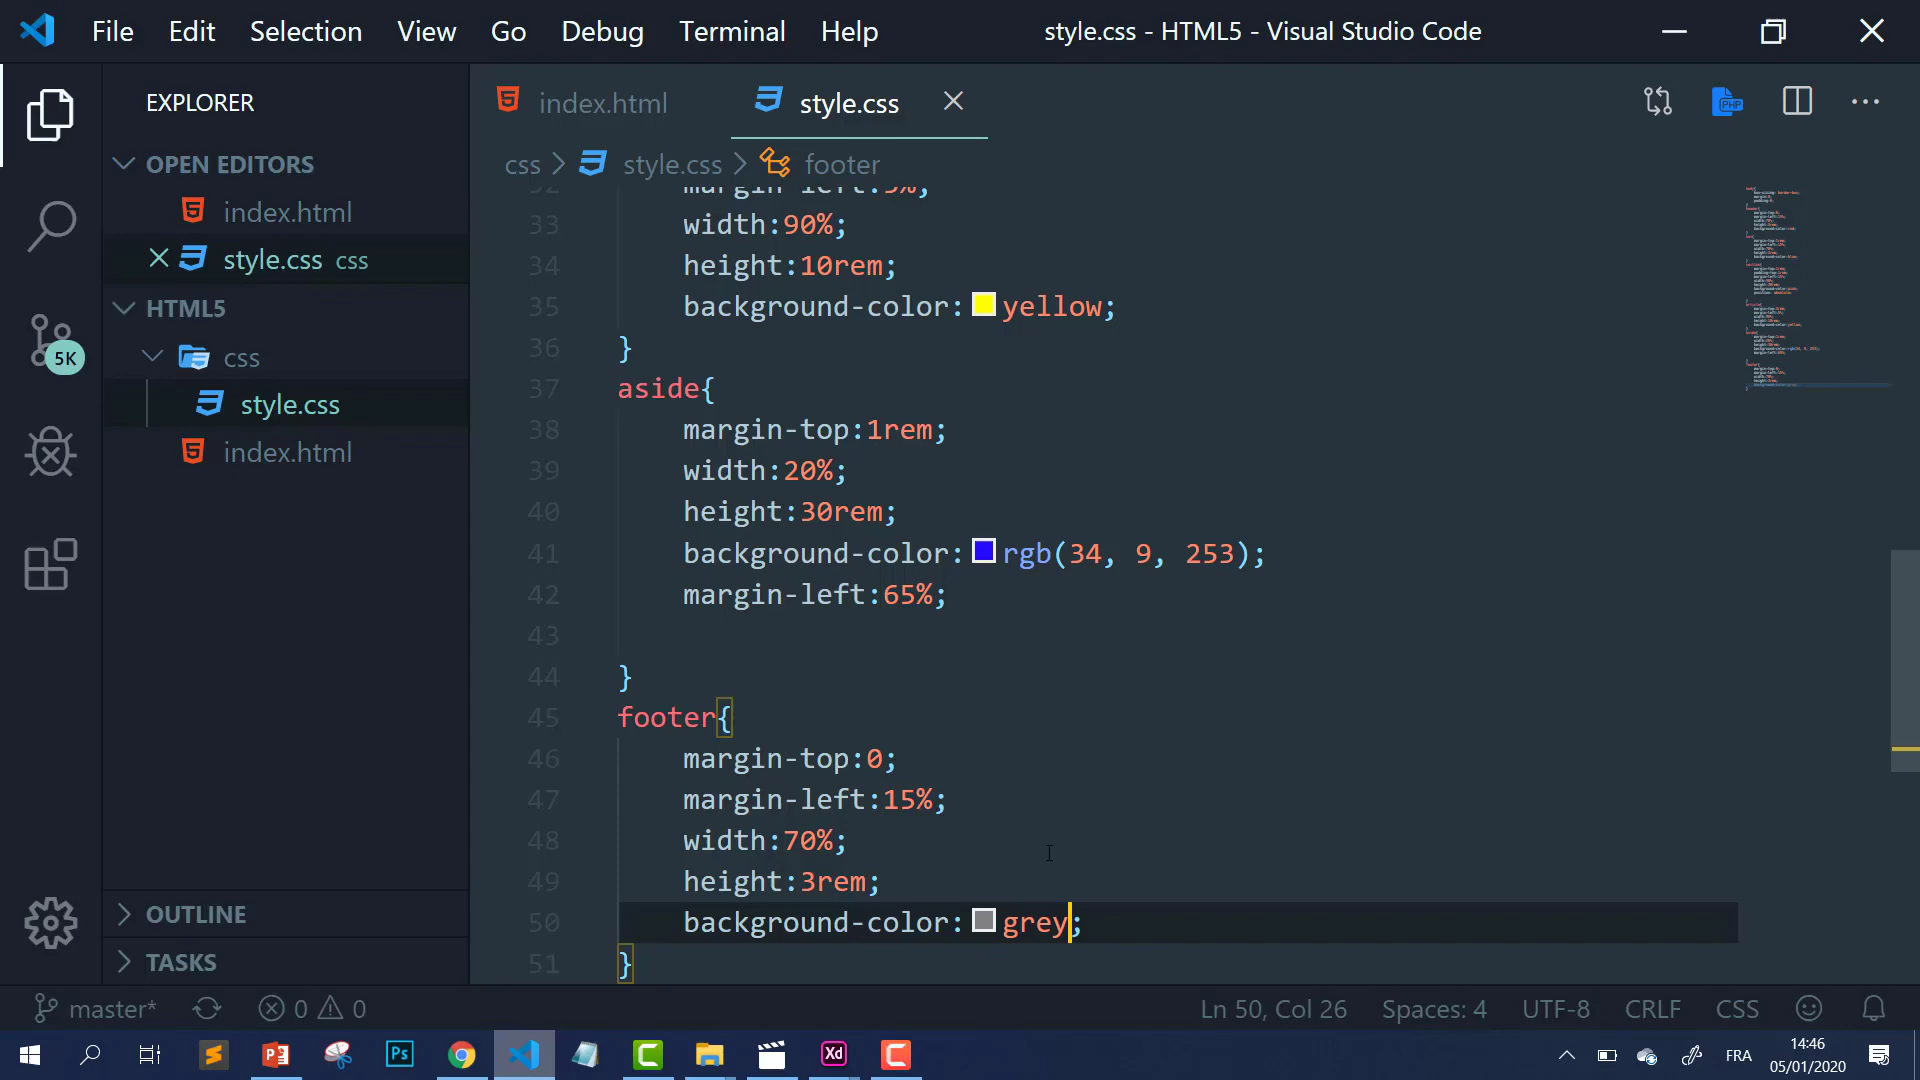 File Edit Selection View Go Debug Terminal Help style.css - HTML5 - Visual Studio Code
EXPLORER
OPEN EDITORS
index.html
style.css css
HTML5
css
style.css
index.html
OUTLINE
TASKS
5K
index.html style.css
css > style.css > footer
32 margin-left:5%;
33 width:90%;
34 height:10rem;
35 background-color: yellow;
36 }
37 aside{
38 margin-top:1rem;
39 width:20%;
40 height:30rem;
41 background-color: rgb(34, 9, 253);
42 margin-left:65%;
43
44 }
45 footer{
46 margin-top:0;
47 margin-left:15%;
48 width:70%;
49 height:3rem;
50 background-color: grey;
51 }
master* 0 0 Ln 50, Col 26 Spaces: 4 UTF-8 CRLF CSS
FRA 14:46
05/01/2020